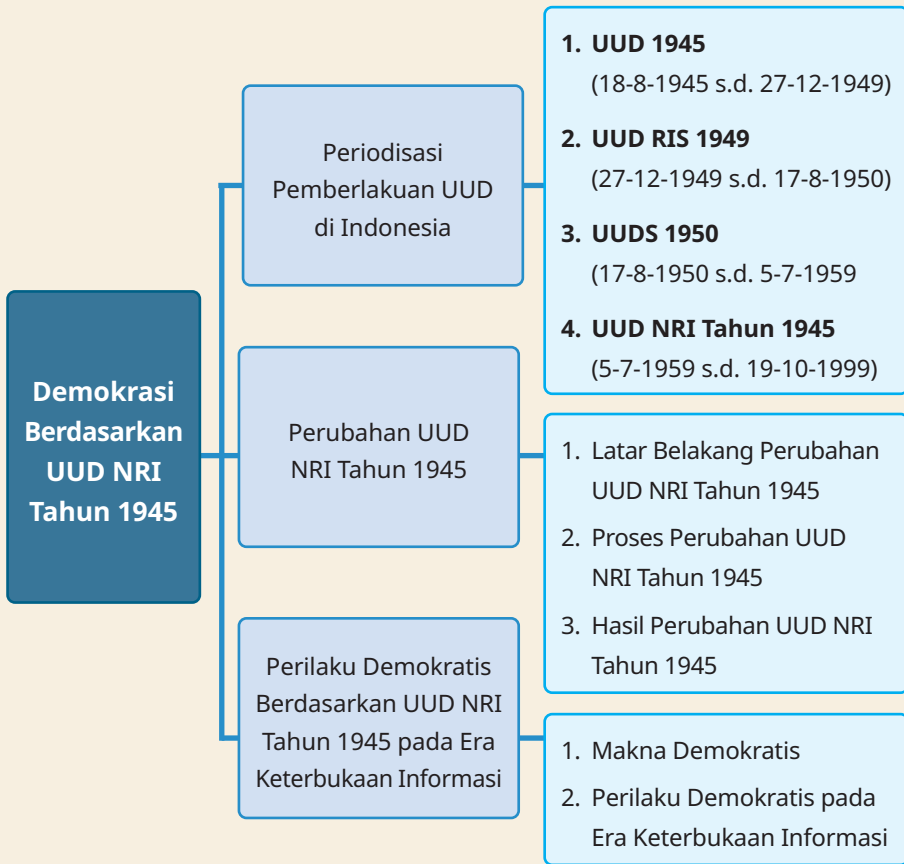 Demokrasi
Berdasarkan
UUD NRI
Tahun 1945
Periodisasi
Pemberlakuan UUD
di Indonesia
1. UUD 1945
(18-8-1945 s.d. 27-12-1949)
2. UUD RIS 1949
(27-12-1949 s.d. 17-8-1950)
3. UUDS 1950
(17-8-1950 s.d. 5-7-1959
4. UUD NRI Tahun 1945
(5-7-1959 s.d. 19-10-1999)
Perubahan UUD
NRI Tahun 1945
1. Latar Belakang Perubahan
UUD NRI Tahun 1945
2. Proses Perubahan UUD
NRI Tahun 1945
3. Hasil Perubahan UUD NRI
Tahun 1945
Perilaku Demokratis
Berdasarkan UUD NRI
Tahun 1945 pada Era
Keterbukaan Informasi
1. Makna Demokratis
2. Perilaku Demokratis pada
Era Keterbukaan Informasi